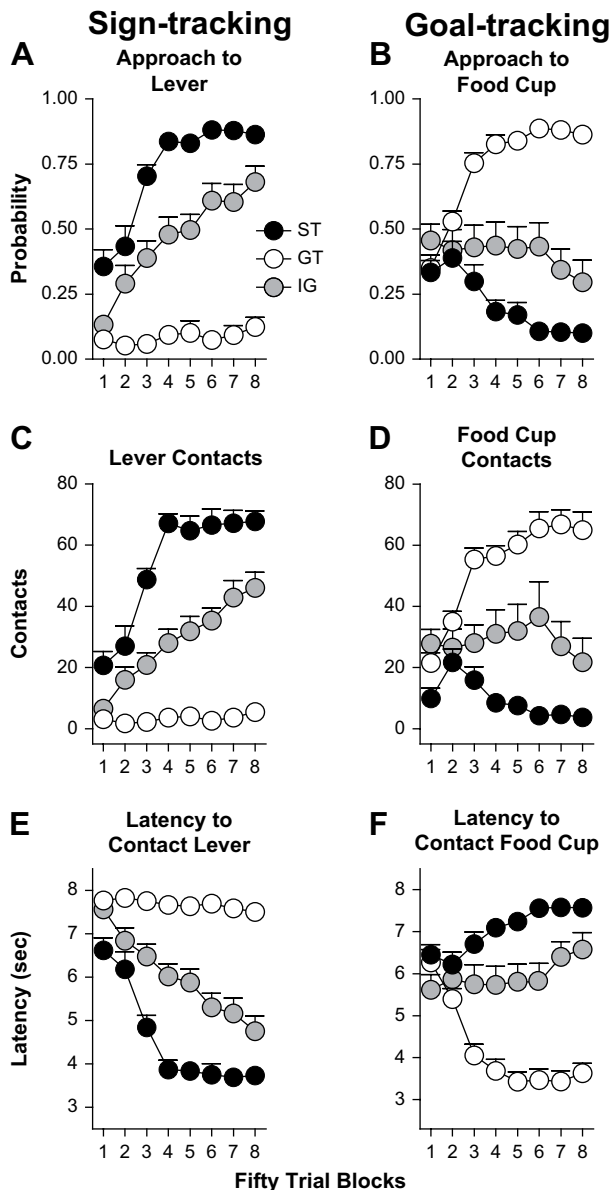 Sign-tracking
Goal-tracking
A
Approach to
Lever
B
Approach to
Food Cup
Probability
1.00
0.75
0.50
0.25
0.00
1 2 3 4 5 6 7 8
ST
GT
IG
1.00
0.75
0.50
0.25
0.00
1 2 3 4 5 6 7 8
C
Lever Contacts
D
Food Cup
Contacts
Contacts
80
60
40
20
0
1 2 3 4 5 6 7 8
80
60
40
20
0
1 2 3 4 5 6 7 8
E
Latency to
Contact Lever
F
Latency to
Contact Food Cup
Latency (sec)
8
7
6
5
4
3
1 2 3 4 5 6 7 8
8
7
6
5
4
3
1 2 3 4 5 6 7 8
Fifty Trial Blocks